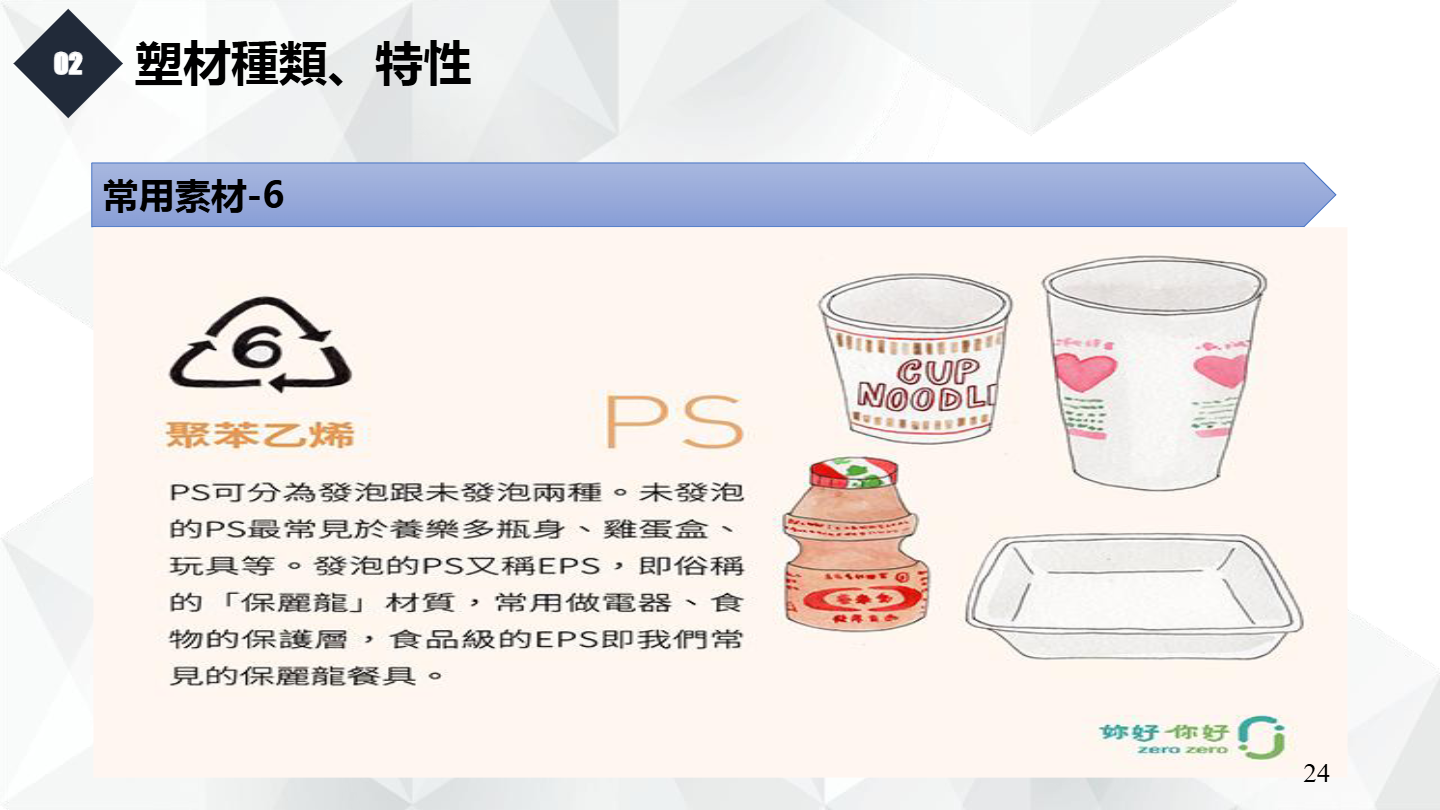 02
塑材種類、特性
常用素材-6
6
聚苯乙烯
PS
PS可分為發泡跟未發泡兩種。未發泡
的PS最常見於養樂多瓶身、雞蛋盒、
玩具等。發泡的PS又稱EPS，即俗稱
的「保麗龍」材質，常用做電器、食
物的保護層，食品級的EPS即我們常
見的保麗龍餐具。
CUP
NOODL
妳好 你好
zero zero
24